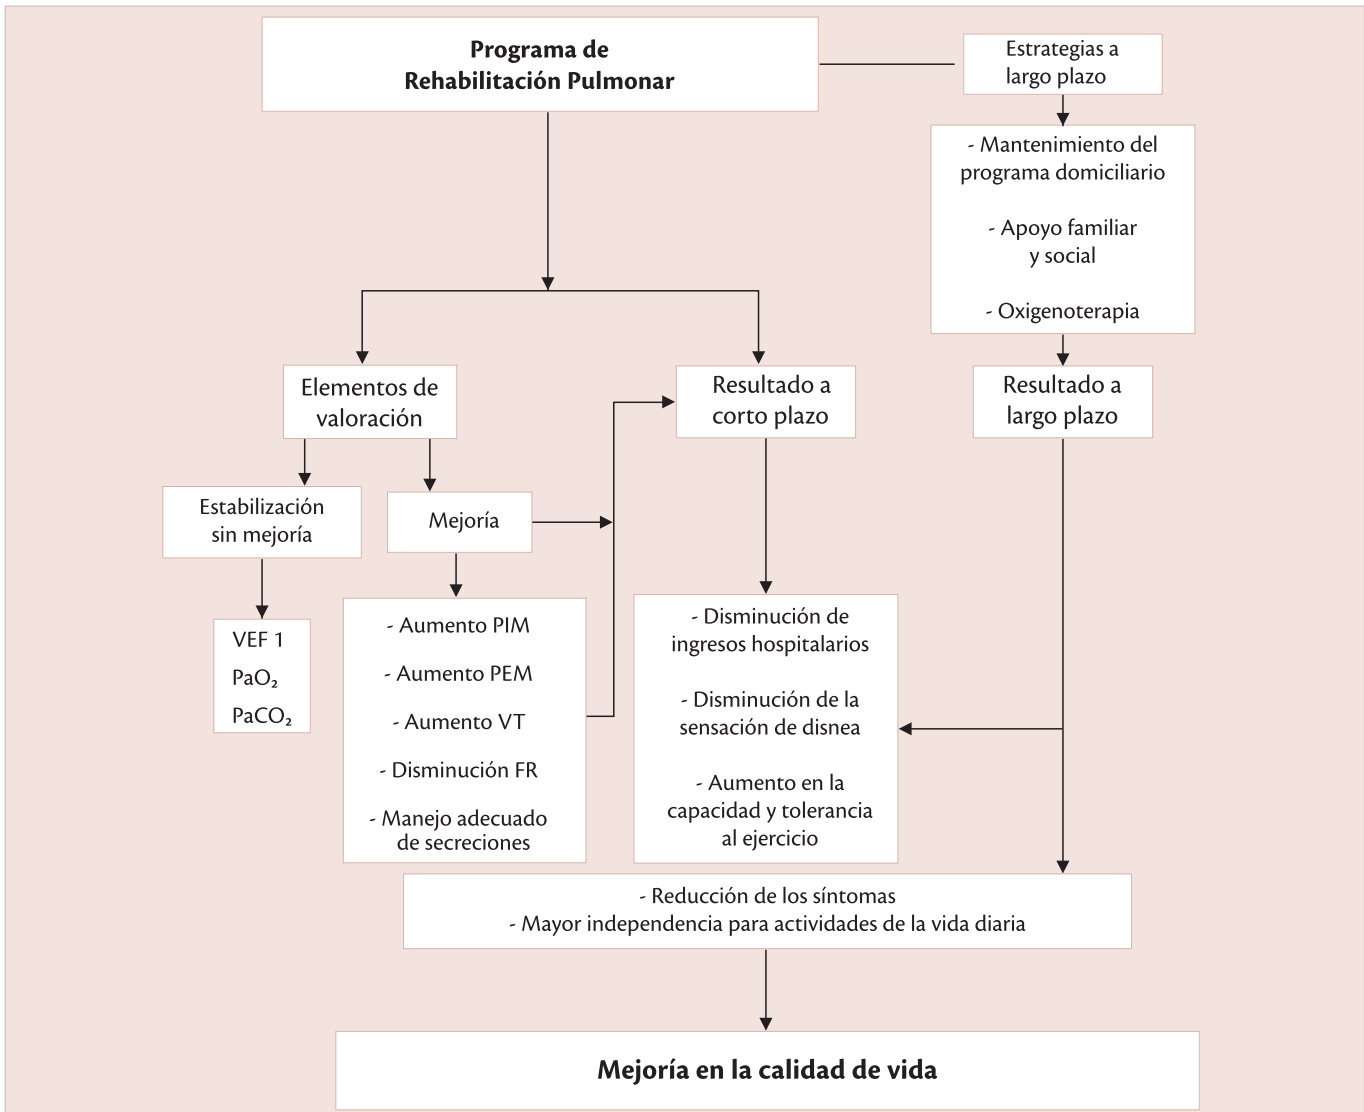 Programa de
Rehabilitación Pulmonar
Estrategias a
largo plazo
- Mantenimiento del
programa domiciliario
- Apoyo familiar
y social
- Oxigenoterapia
Elementos de
valoración
Resultado a
corto plazo
Resultado a
largo plazo
Estabilización
sin mejoría
Mejoría
VEF 1
PaO₂
PaCO₂
- Aumento PIM
- Aumento PEM
- Aumento VT
- Disminución FR
- Manejo adecuado
de secreciones
- Disminución de
ingresos hospitalarios
- Disminución de la
sensación de disnea
- Aumento en la
capacidad y tolerancia
al ejercicio
- Reducción de los síntomas
- Mayor independencia para actividades de la vida diaria
Mejoría en la calidad de vida